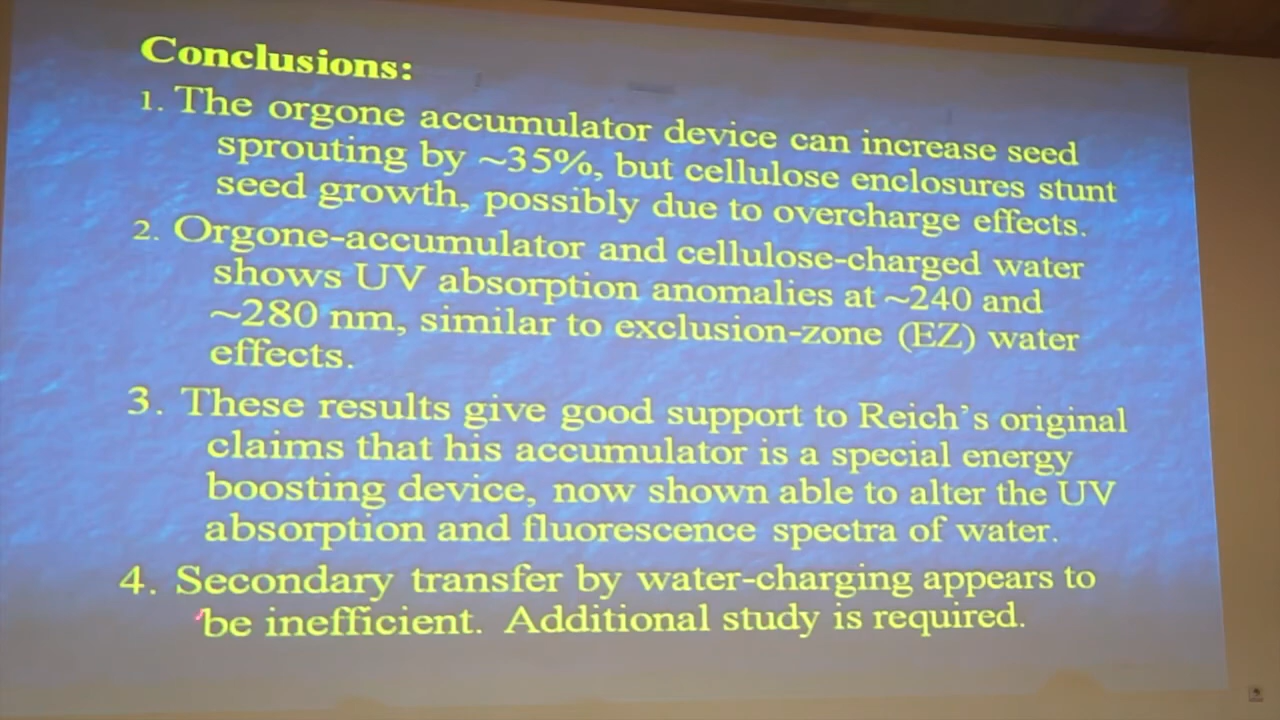 Conclusions:
1. The orgone accumulator device can increase seed
sprouting by ~35%, but cellulose enclosures stunt
seed growth, possibly due to overcharge effects.
2. Orgone-accumulator and cellulose-charged water
shows UV absorption anomalies at ~240 and
~280 nm, similar to exclusion-zone (EZ) water
effects.
3. These results give good support to Reich's original
claims that his accumulator is a special energy
boosting device, now shown able to alter the UV
absorption and fluorescence spectra of water.
4. Secondary transfer by water-charging appears to
be inefficient. Additional study is required.